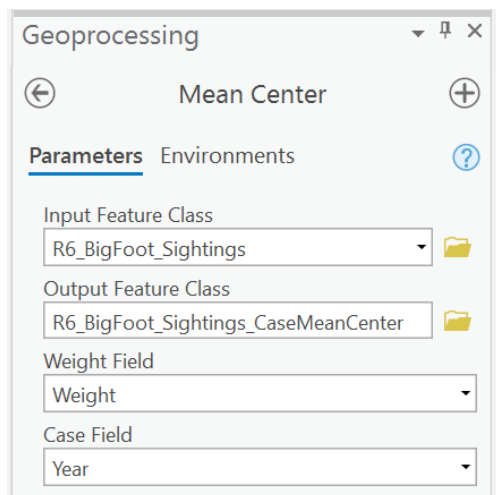 Geoprocessing
Mean Center
Parameters Environments
Input Feature Class
R6_BigFoot_Sightings
Output Feature Class
R6_BigFoot_Sightings_CaseMeanCenter
Weight Field
Weight
Case Field
Year